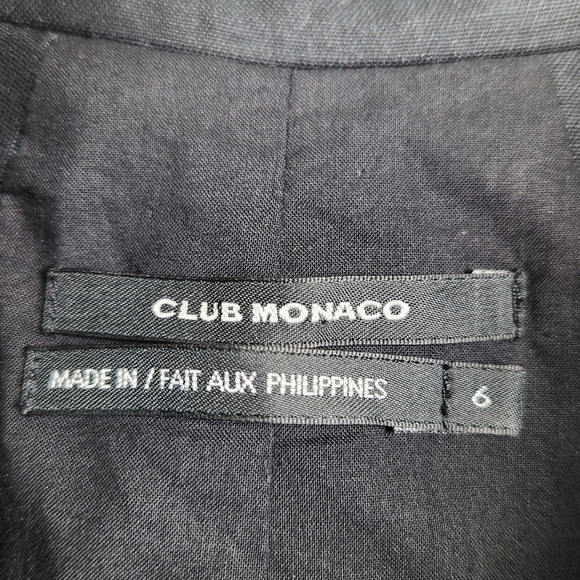 CLUB MONACO
MADE IN / FAIT AUX PHILIPPINES 6